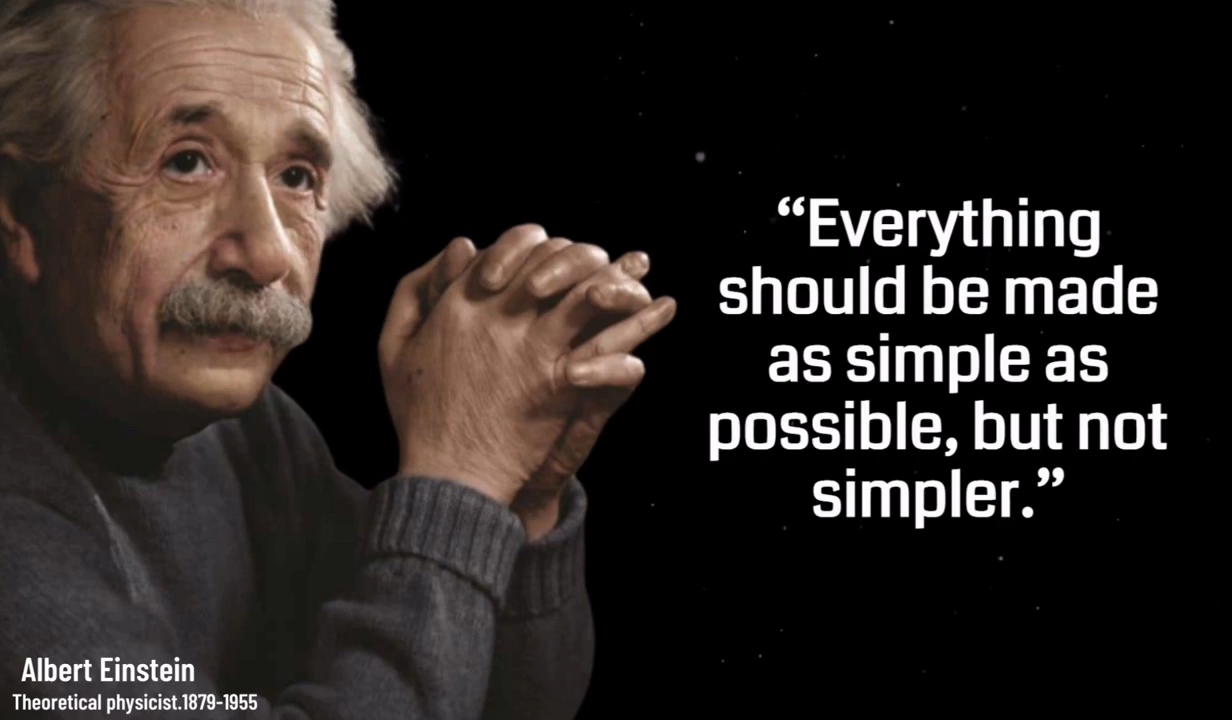 “Everything
should be made
as simple as
possible, but not
simpler.”
Albert Einstein
Theoretical physicist.1879-1955